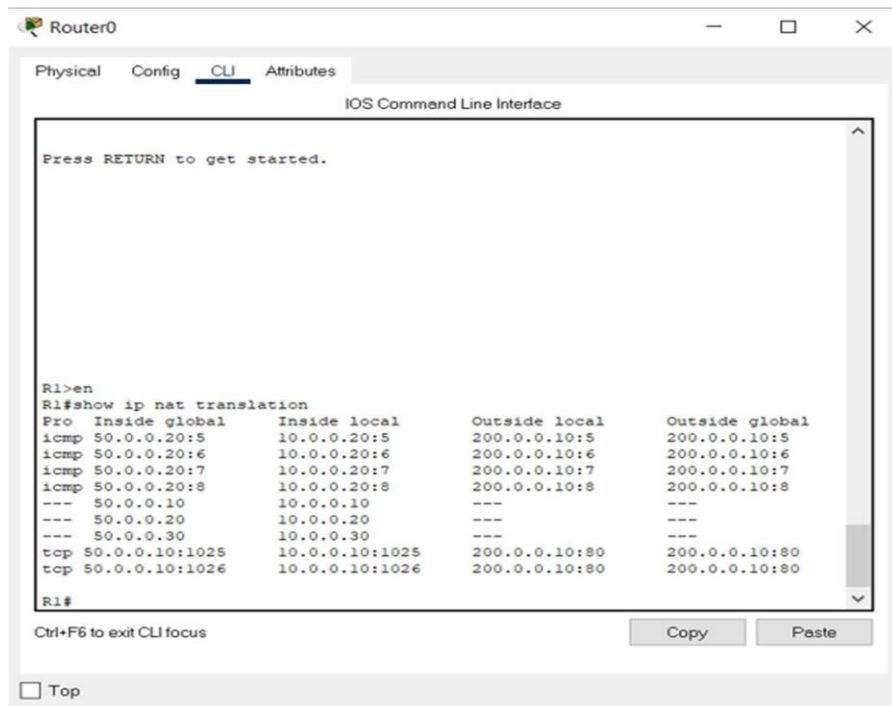 Router0
Physical Config CLI Attributes
IOS Command Line Interface
Press RETURN to get started.
R1>en
R1#show ip nat translation
Pro  Inside global     Inside local       Outside local      Outside global
icmp 50.0.0.20:5       10.0.0.20:5        200.0.0.10:5       200.0.0.10:5
icmp 50.0.0.20:6       10.0.0.20:6        200.0.0.10:6       200.0.0.10:6
icmp 50.0.0.20:7       10.0.0.20:7        200.0.0.10:7       200.0.0.10:7
icmp 50.0.0.20:8       10.0.0.20:8        200.0.0.10:8       200.0.0.10:8
---  50.0.0.10         10.0.0.10          ---                ---
---  50.0.0.20         10.0.0.20          ---                ---
---  50.0.0.30         10.0.0.30          ---                ---
tcp 50.0.0.10:1025     10.0.0.10:1025     200.0.0.10:80      200.0.0.10:80
tcp 50.0.0.10:1026     10.0.0.10:1026     200.0.0.10:80      200.0.0.10:80
R1#
Ctrl+F6 to exit CLI focus
Copy Paste
Top